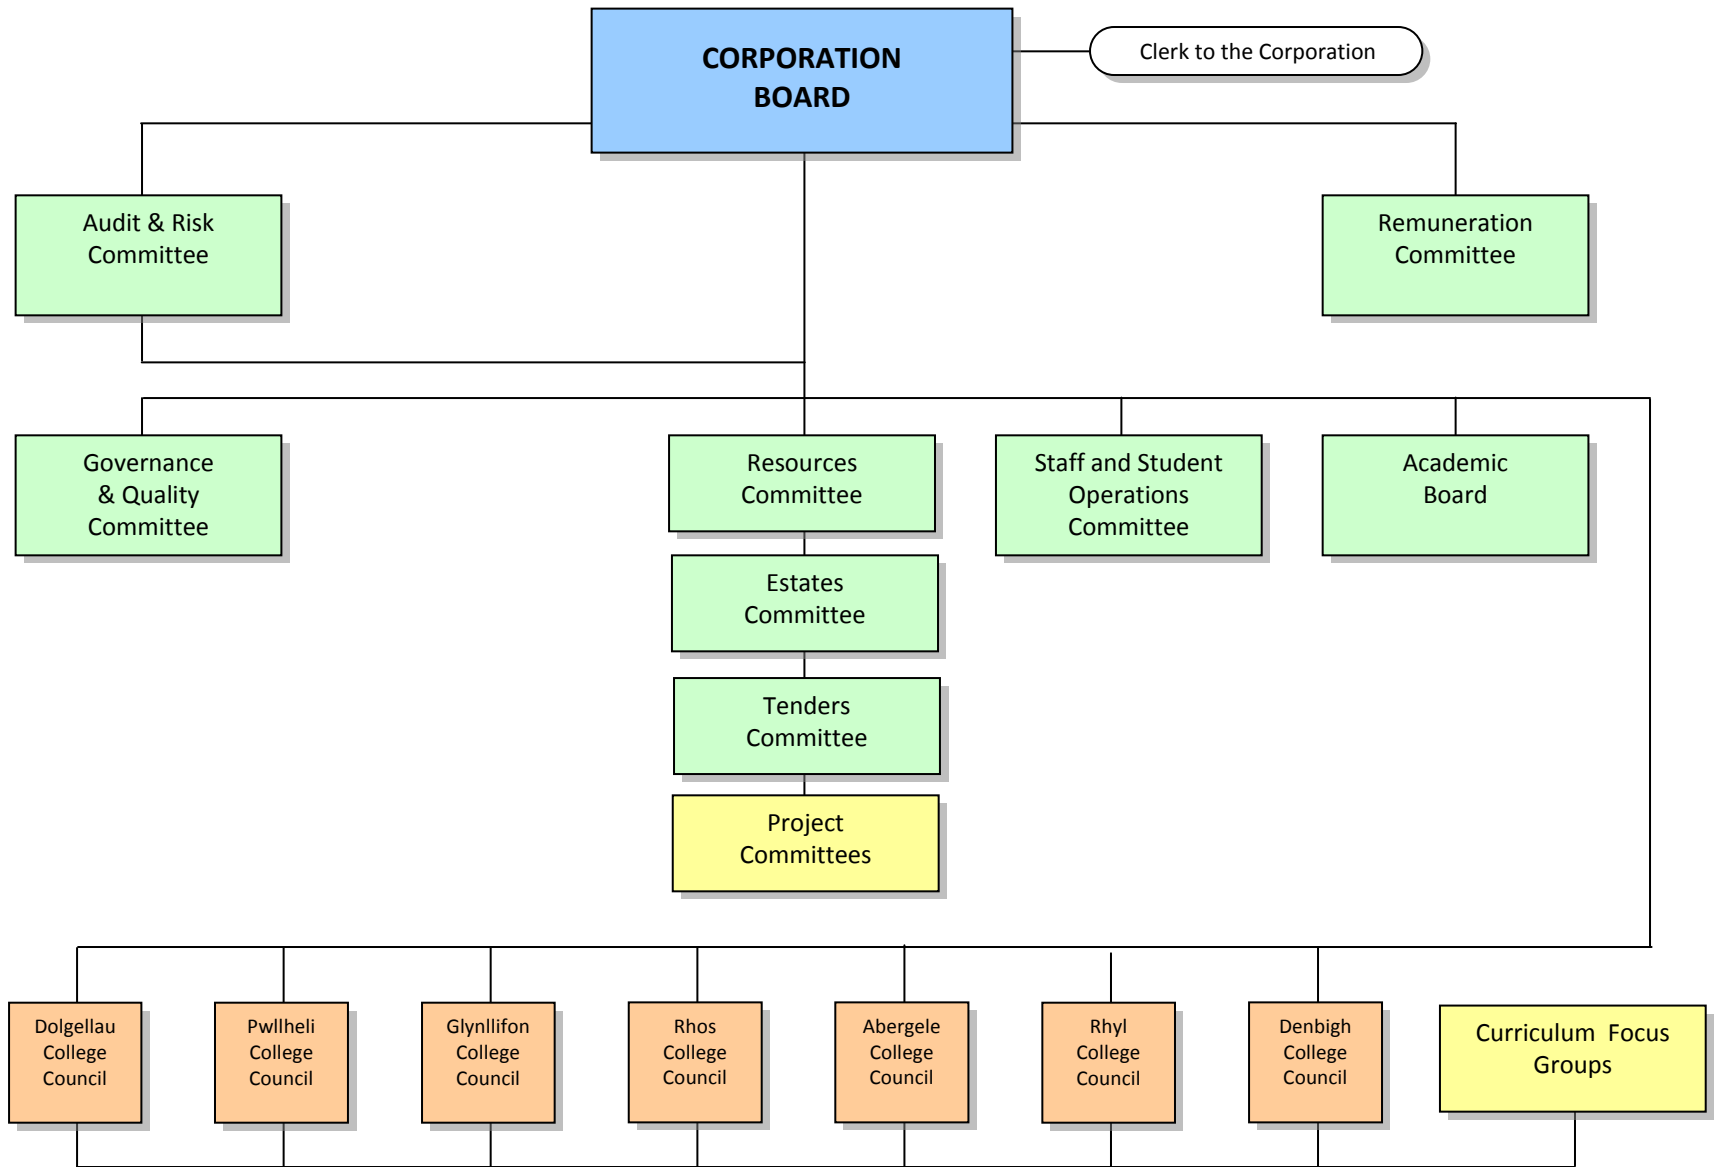 CORPORATION
BOARD
Clerk to the Corporation
Audit & Risk
Committee
Remuneration
Committee
Governance
& Quality
Committee
Resources
Committee
Staff and Student
Operations
Committee
Academic
Board
Estates
Committee
Tenders
Committee
Project
Committees
Dolgellau
College
Council
Pwllheli
College
Council
Glynllifon
College
Council
Rhos
College
Council
Abergele
College
Council
Rhyl
College
Council
Denbigh
College
Council
Curriculum Focus
Groups